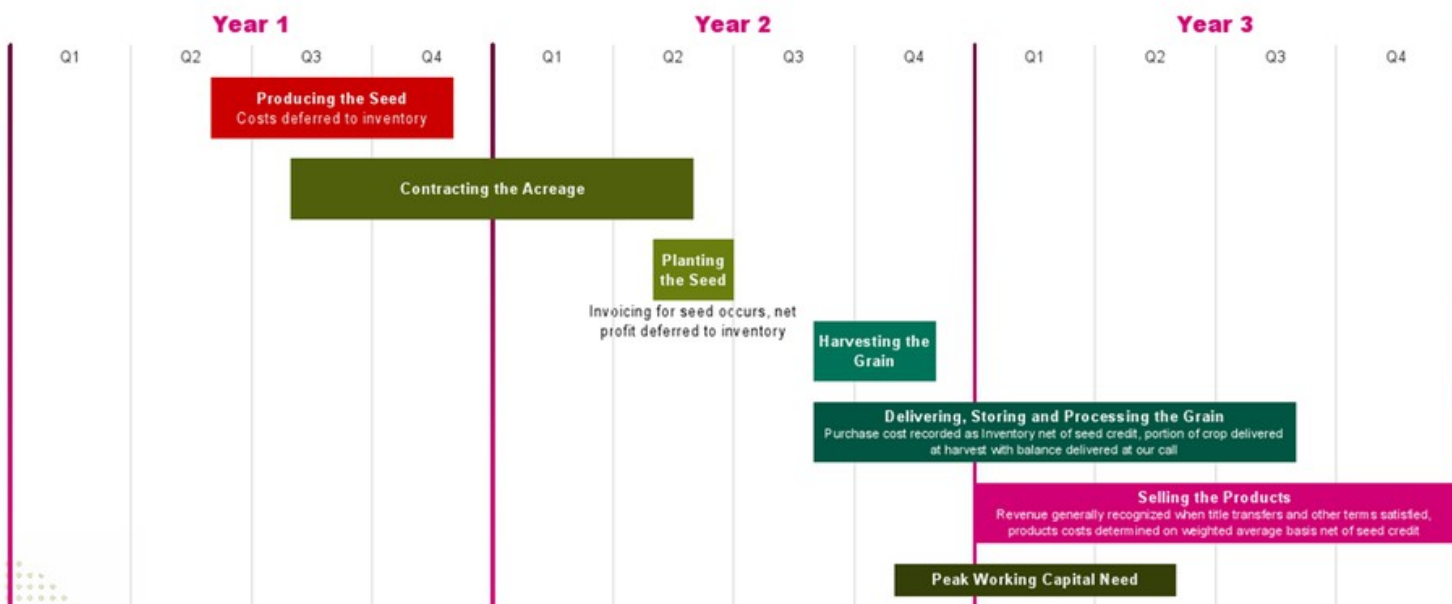 Year 1
Year 2
Year 3
Q1
Q2
Q3
Q4
Q1
Q2
Q3
Q4
Q1
Q2
Q3
Q4
Producing the Seed
Costs deferred to inventory
Contracting the Acreage
Planting
the Seed
Invoicing for seed occurs, net
profit deferred to inventory
Harvesting the
Grain
Delivering, Storing and Processing the Grain
Purchase cost recorded as Inventory net of seed credit, portion of crop delivered
at harvest with balance delivered at our call
Selling the Products
Revenue generally recognized when title transfers and other terms satisfied,
products costs determined on weighted average basis net of seed credit
Peak Working Capital Need